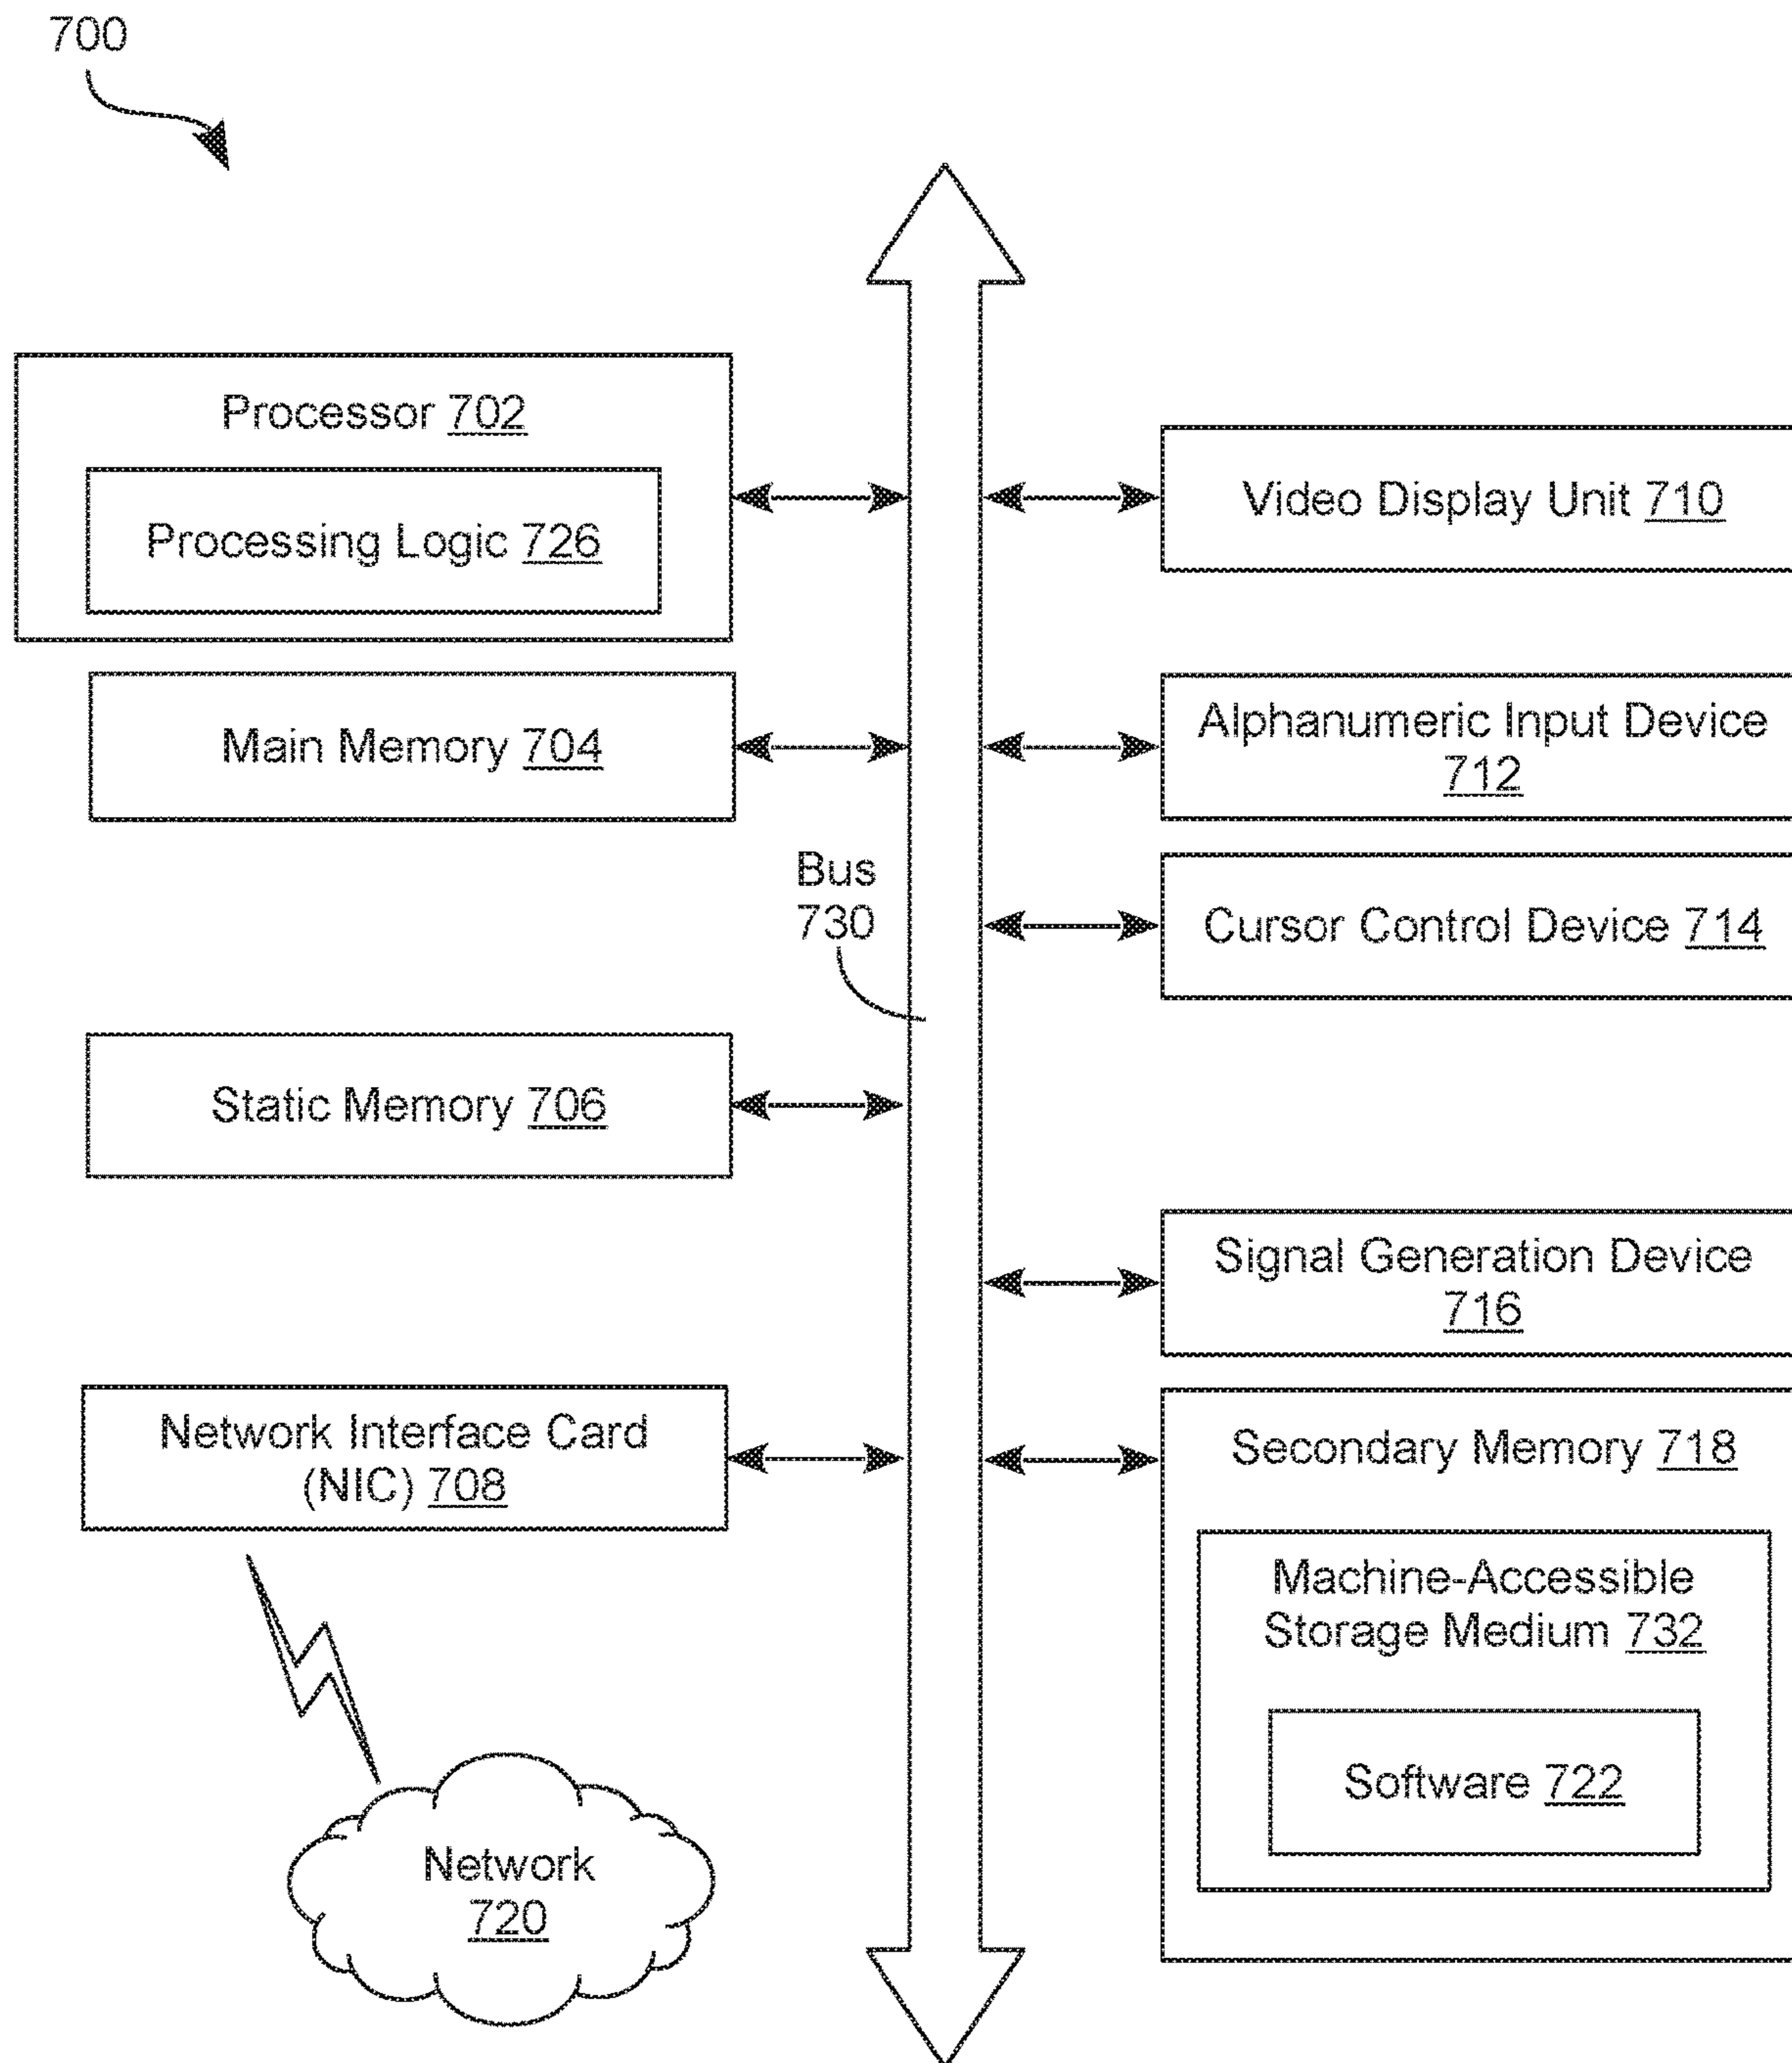 700
Processor 702
Processing Logic 726
Main Memory 704
Bus
730
Static Memory 706
Network Interface Card
(NIC) 708
Network
720
Video Display Unit 710
Alphanumeric Input Device
712
Cursor Control Device 714
Signal Generation Device
716
Secondary Memory 718
Machine-Accessible
Storage Medium 732
Software 722